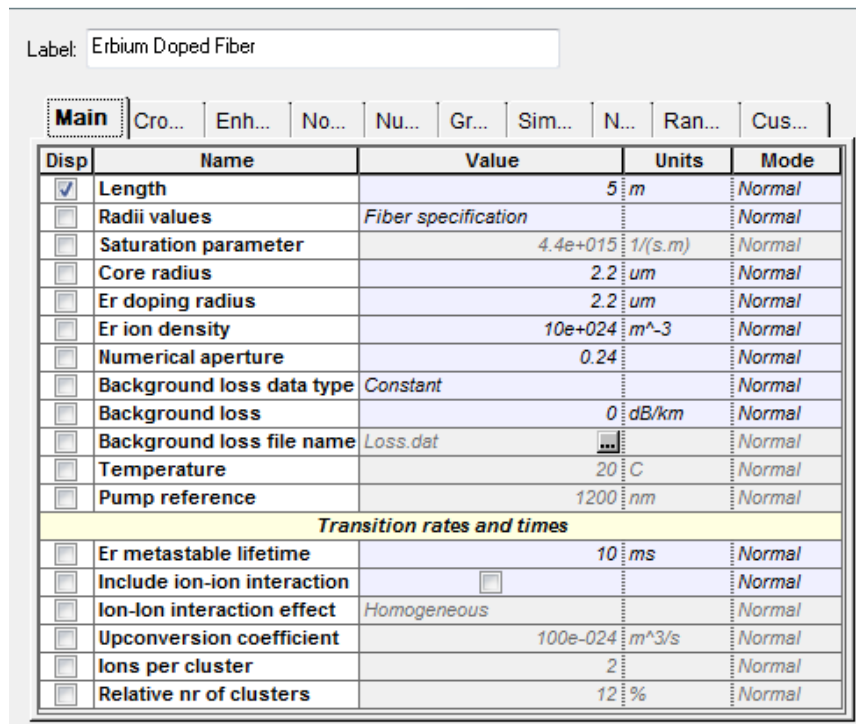 Label: Erbium Doped Fiber
Main Cro... Enh... No... Nu... Gr... Sim... N... Ran... Cus...
Disp Name Value Units Mode
Length 5 m Normal
Radii values Fiber specification Normal
Saturation parameter 4.4e+015 1/(s.m) Normal
Core radius 2.2 um Normal
Er doping radius 2.2 um Normal
Er ion density 10e+024 m^-3 Normal
Numerical aperture 0.24 Normal
Background loss data type Constant Normal
Background loss 0 dB/km Normal
Background loss file name Loss.dat ... Normal
Temperature 20 C Normal
Pump reference 1200 nm Normal
Transition rates and times
Er metastable lifetime 10 ms Normal
Include ion-ion interaction Normal
Ion-Ion interaction effect Homogeneous Normal
Upconversion coefficient 100e-024 m^3/s Normal
Ions per cluster 2 Normal
Relative nr of clusters 12 % Normal